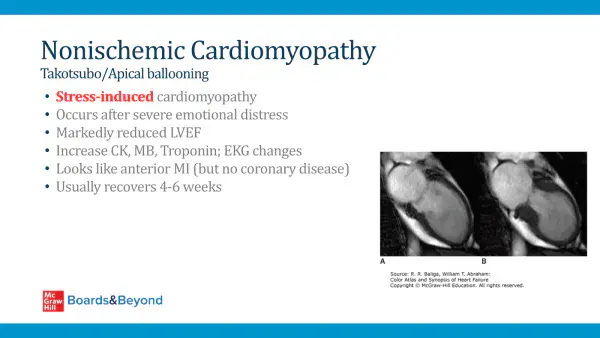 Nonischemic Cardiomyopathy
Takotsubo/Apical ballooning
• Stress-induced cardiomyopathy
• Occurs after severe emotional distress
• Markedly reduced LVEF
• Increase CK, MB, Troponin; EKG changes
• Looks like anterior MI (but no coronary disease)
• Usually recovers 4-6 weeks
A
B
Source: R. R. Baliga, William T. Abraham:
Color Atlas and Synopsis of Heart Failure
Copyright © McGraw-Hill Education. All rights reserved.
Mc
Graw
Hill
Boards&Beyond